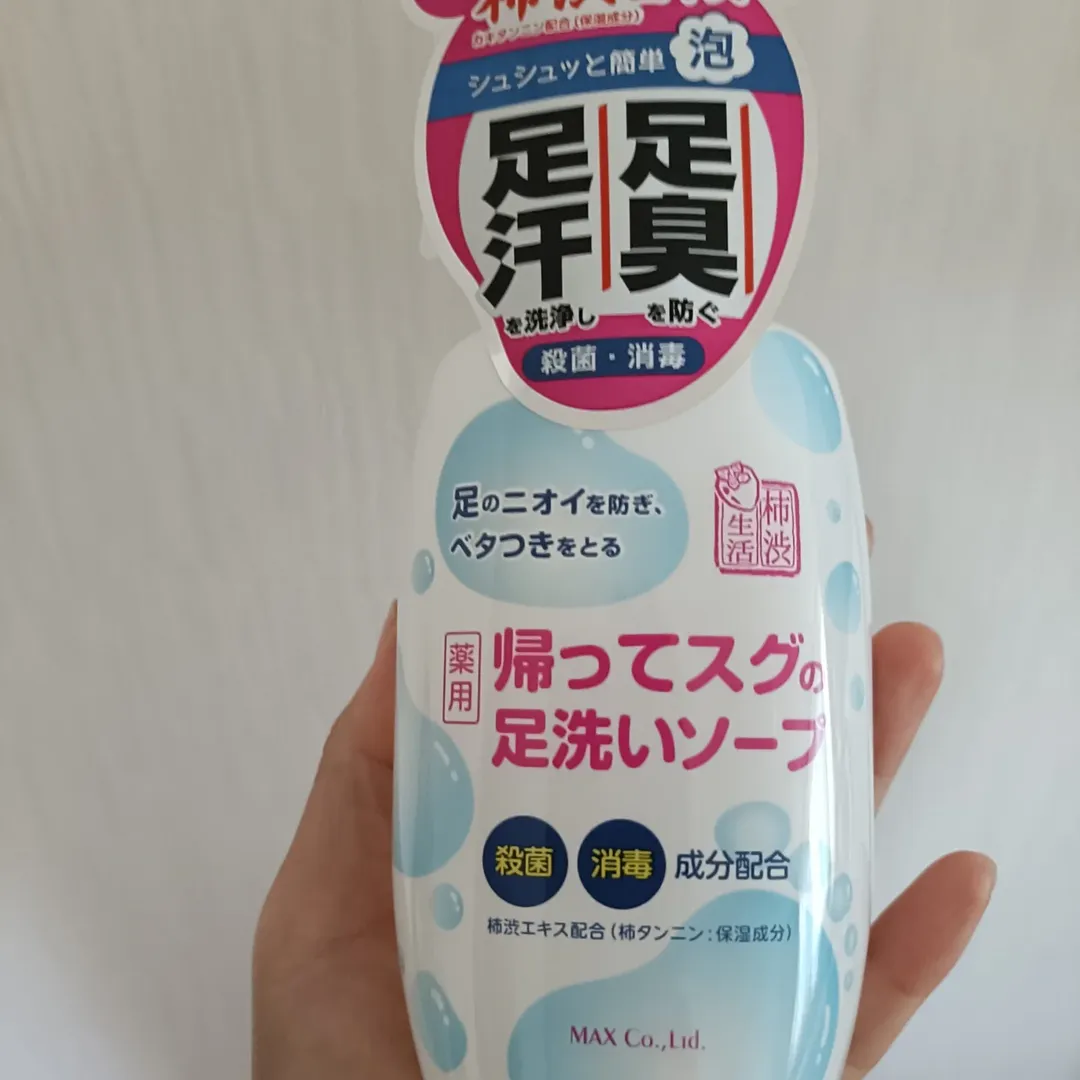 カキタンニン配合(保湿成分)
シュシュッと簡単 泡
足臭を防ぐ
足汗を洗浄し
殺菌・消毒
足のニオイを防ぎ、
ベタつきをとる
柿渋
生活
薬用
帰ってスグの
足洗いソープ
殺菌 消毒 成分配合
柿渋エキス配合(柿タンニン:保湿成分)
MAX Co.,Ltd.